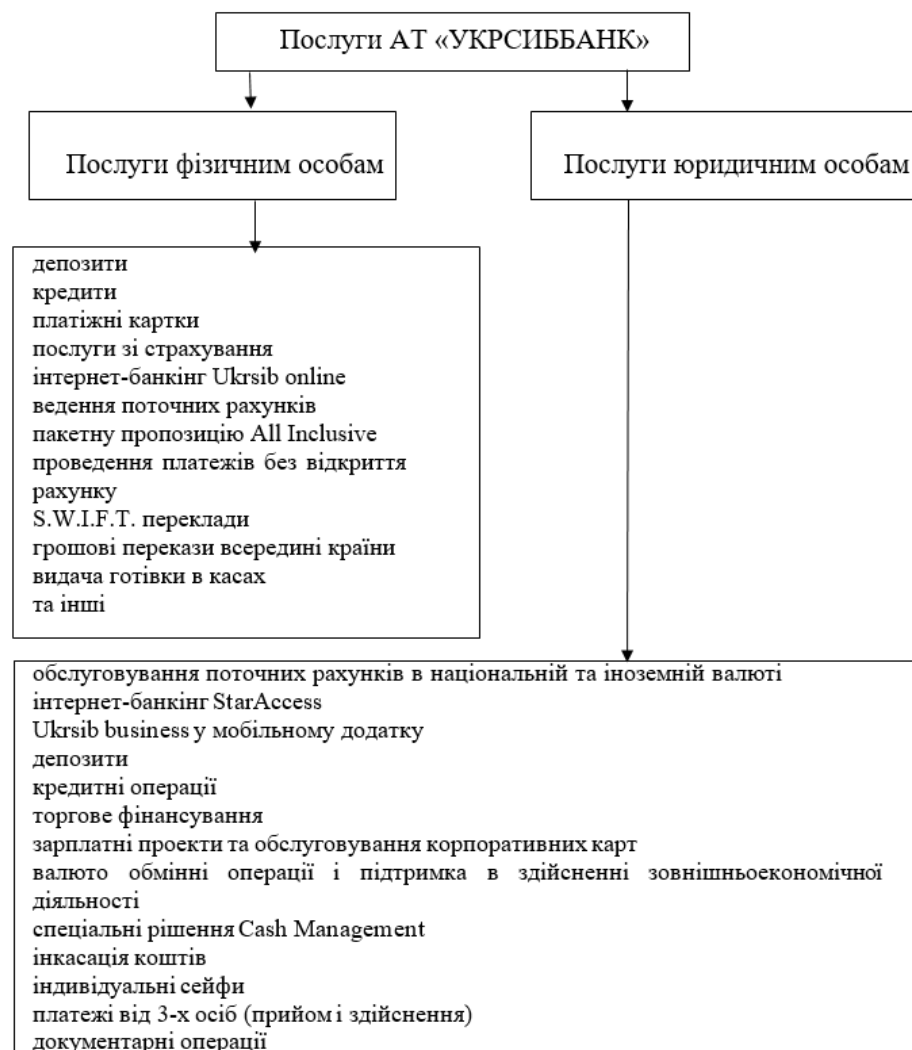 Послуги АТ «УКРСИББАНК»
Послуги фізичним особам
Послуги юридичним особам
депозити
кредити
платіжні картки
послуги зі страхування
інтернет-банкінг Ukrsib online
ведення поточних рахунків
пакетну пропозицію All Inclusive
проведення платежів без відкриття
рахунку
S.W.I.F.T. переклади
грошові перекази всередині країни
видача готівки в касах
та інші
обслуговування поточних рахунків в національній та іноземній валюті
інтернет-банкінг StarAccess
Ukrsib business у мобільному додатку
депозити
кредитні операції
торгове фінансування
зарплатні проекти та обслуговування корпоративних карт
валюто обмінні операції і підтримка в здійсненні зовнішньоекономічної
діяльності
спеціальні рішення Cash Management
інкасація коштів
індивідуальні сейфи
платежі від 3-х осіб (прийом і здійснення)
документарні операції